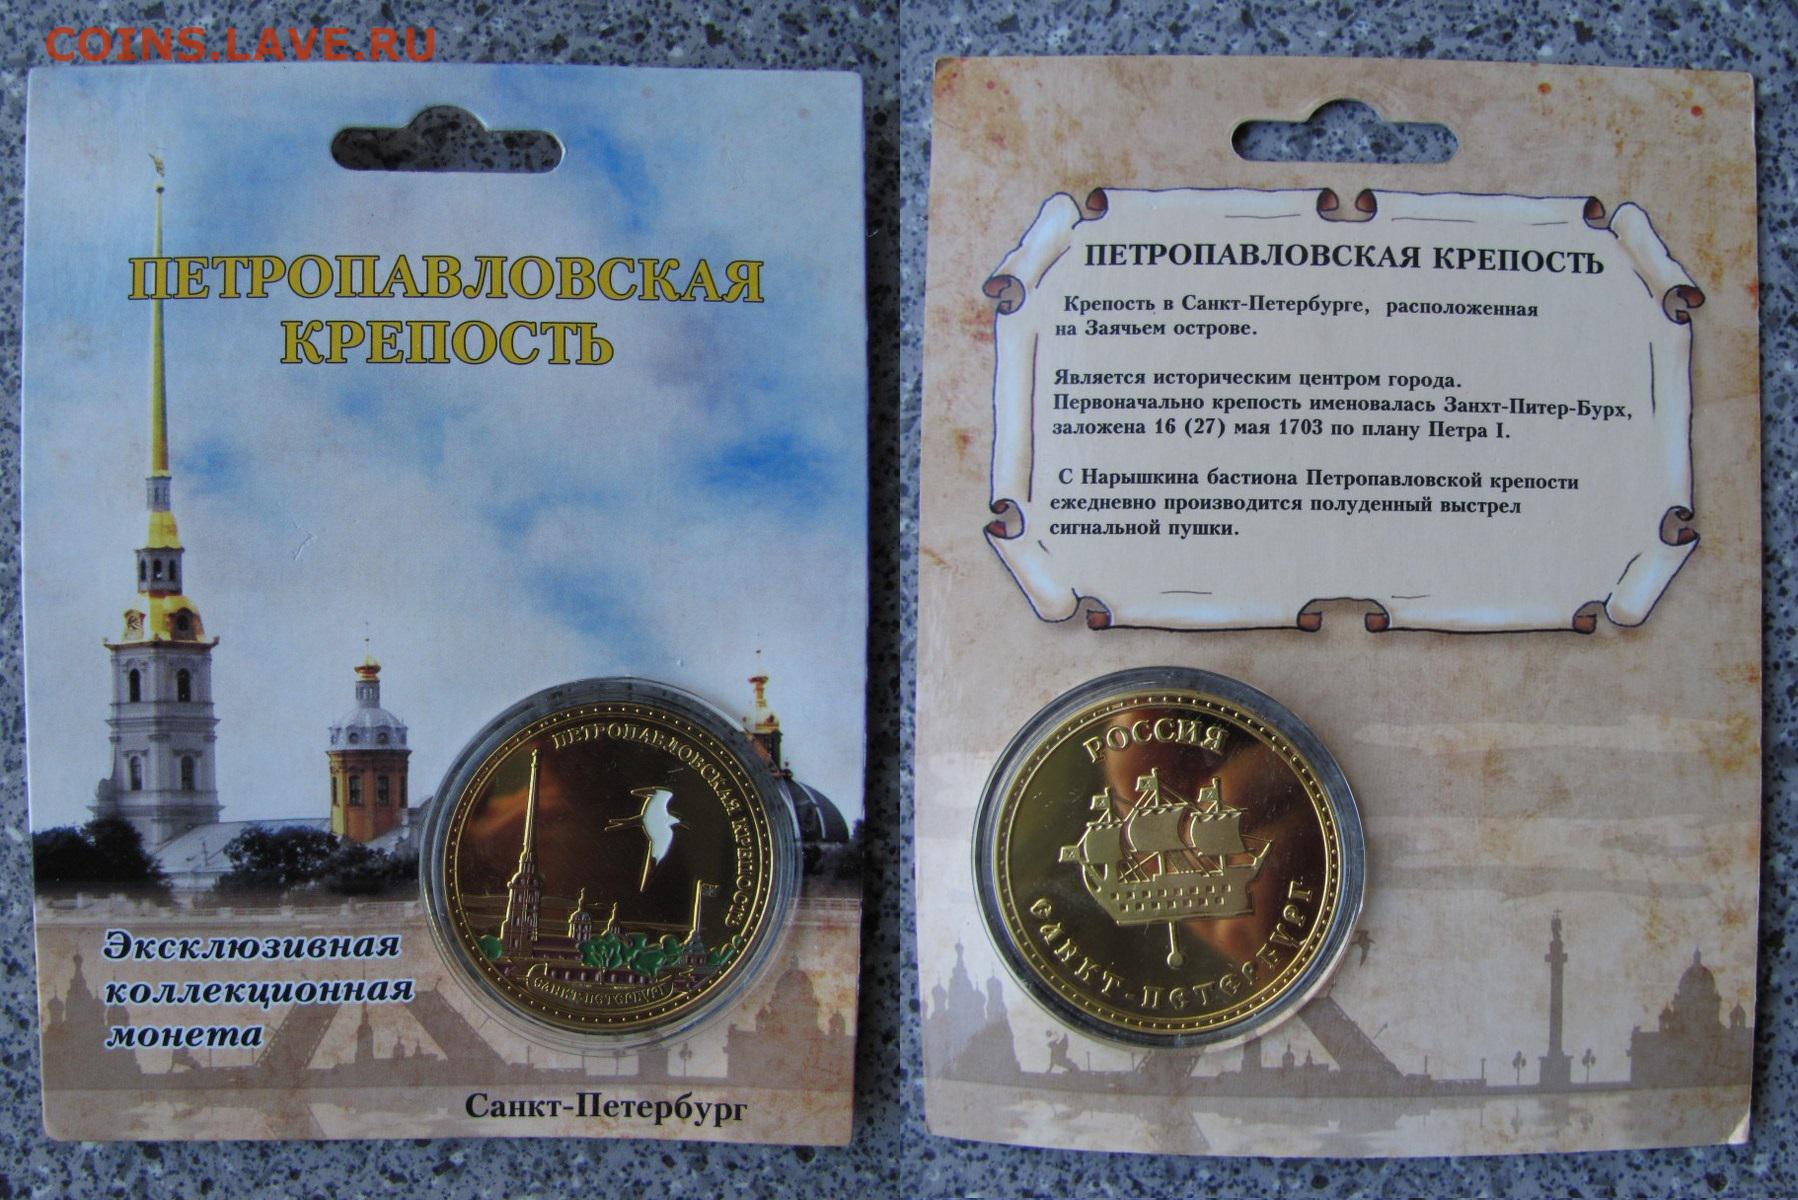 COINS.LAVE.RU
ПЕТРОПАВЛОВСКАЯ
КРЕПОСТЬ
ПЕТРОПАВЛОВСКАЯ КРЕПОСТЬ
САНКТ-ПЕТЕРБУРГ
Эксклюзивная
коллекционная
монета
Санкт-Петербург
ПЕТРОПАВЛОВСКАЯ КРЕПОСТЬ
Крепость в Санкт-Петербурге, расположенная
на Заячьем острове.
Является историческим центром города.
Первоначально крепость именовалась Занхт-Питер-Бурх,
заложена 16 (27) мая 1703 по плану Петра I.
С Нарышкина бастиона Петропавловской крепости
ежедневно производится полуденный выстрел
сигнальной пушки.
РОССИЯ
САНКТ-ПЕТЕРБУРГ